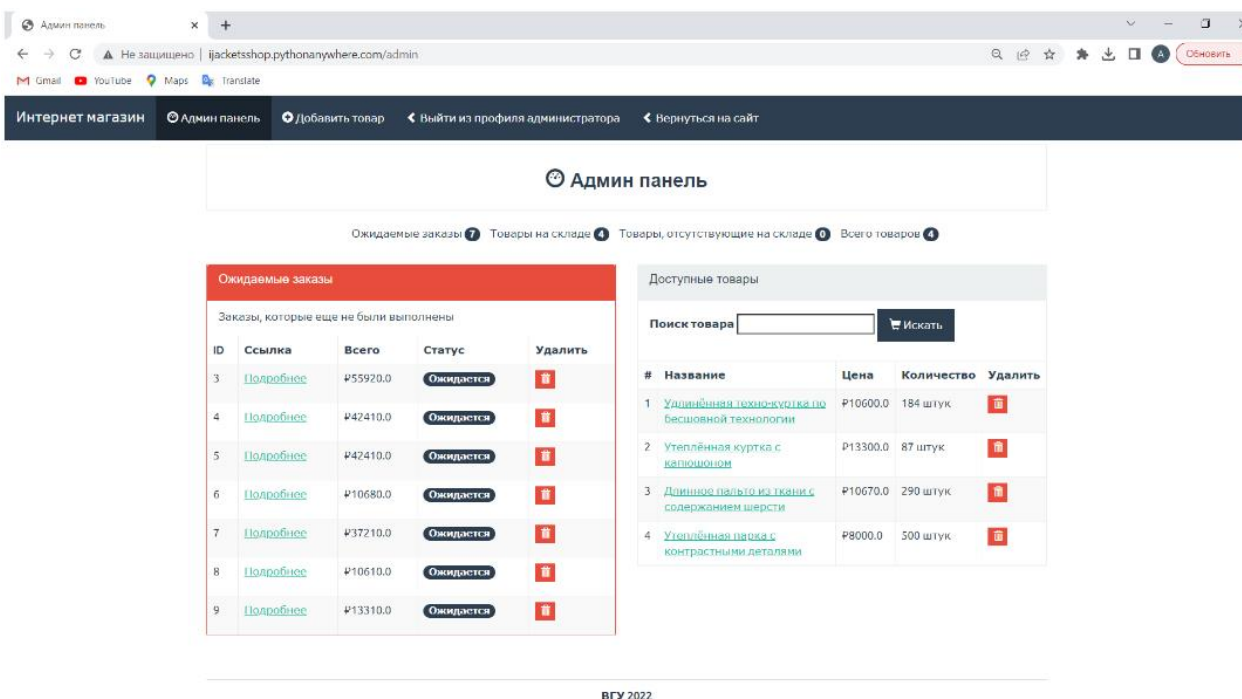 Админ панель
Не защищено | ijacketsshop.pythonanywhere.com/admin
А
Обновить
Gmail YouTube Maps Translate
Интернет магазин Админ панель Добавить товар Выйти из профиля администратора Вернуться на сайт
Админ панель
Ожидаемые заказы 7 Товары на складе 4 Товары, отсутствующие на складе 0 Всего товаров 4
Ожидаемые заказы
Заказы, которые еще не были выполнены
ID Ссылка Всего Статус Удалить
3 Подробнее ₽55920.0 Ожидается
4 Подробнее ₽42410.0 Ожидается
5 Подробнее ₽42410.0 Ожидается
6 Подробнее ₽10680.0 Ожидается
7 Подробнее ₽37210.0 Ожидается
8 Подробнее ₽10610.0 Ожидается
9 Подробнее ₽13310.0 Ожидается
Доступные товары
Поиск товара Искать
# Название Цена Количество Удалить
1 Удлинённая техно-куртка по ₽10600.0 184 штук
бесшовной технологии
2 Утеплённая куртка с ₽13300.0 87 штук
капюшоном
3 Длинное пальто из ткани с ₽10670.0 290 штук
содержанием шерсти
4 Утеплённая парка с ₽8000.0 500 штук
контрастными деталями
ВГУ 2022